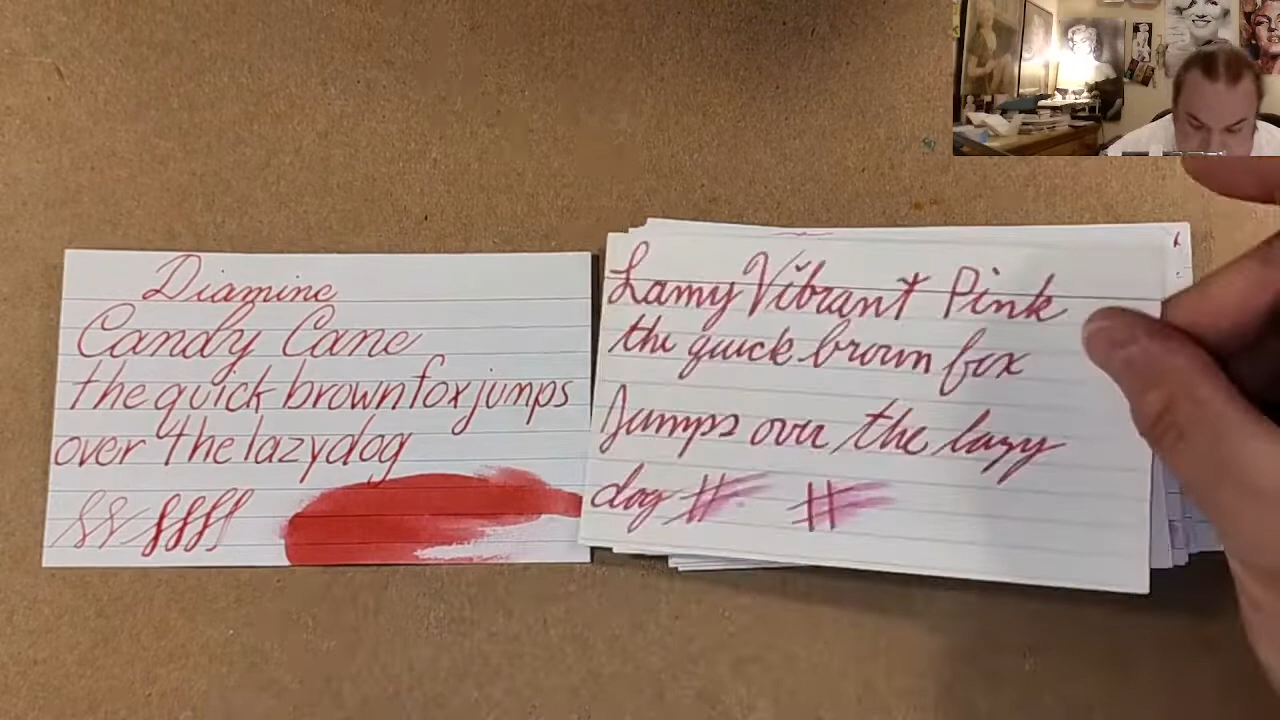 Diamine
Candy Cane
the quick brown fox jumps
over the lazy dog
Lamy Vibrant Pink
the quick brown fox
Jumps over the lazy
dog